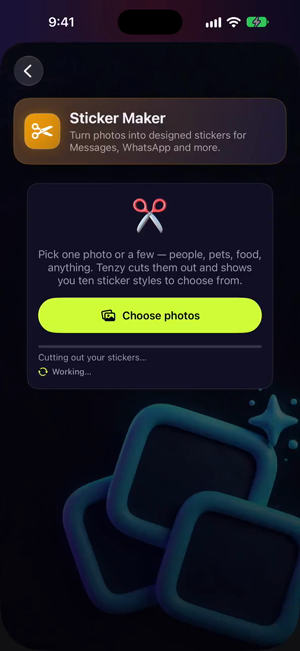 9:41
Sticker Maker
Turn photos into designed stickers for
Messages, WhatsApp and more.
Pick one photo or a few — people, pets, food,
anything. Tenzy cuts them out and shows
you ten sticker styles to choose from.
Choose photos
Cutting out your stickers...
Working...